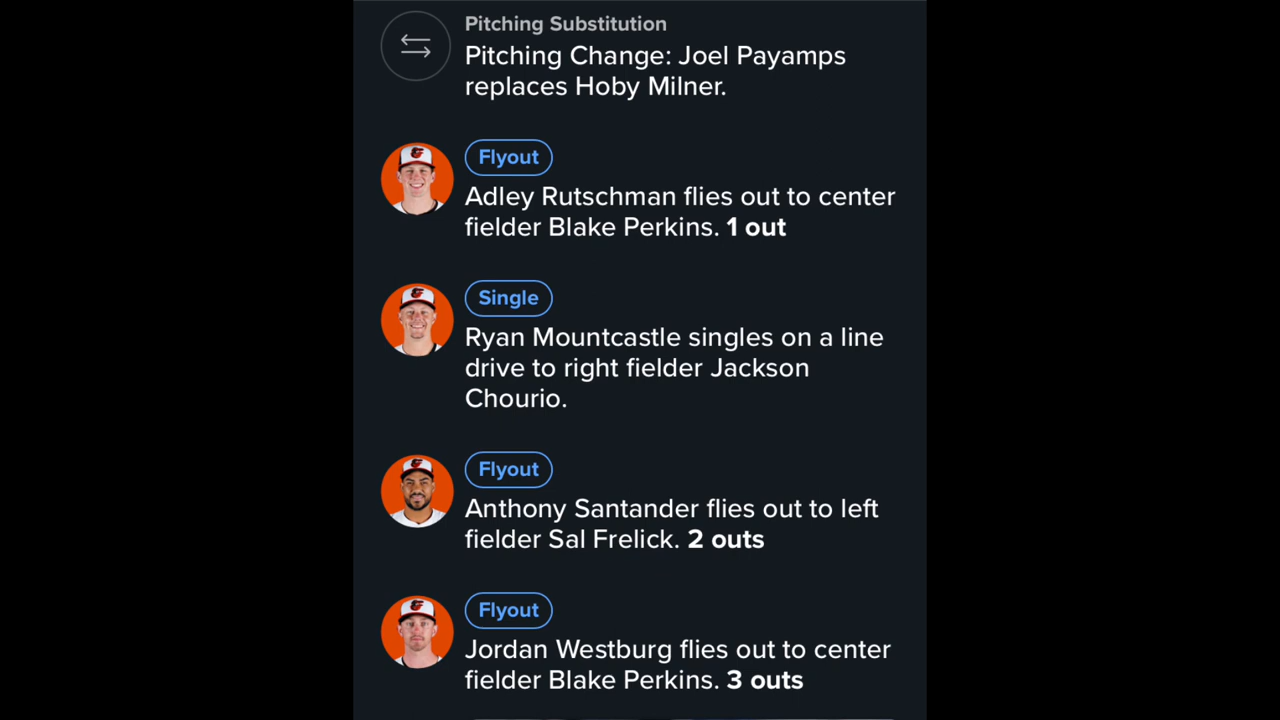 Pitching Substitution
Pitching Change: Joel Payamps
replaces Hoby Milner.
Flyout
Adley Rutschman flies out to center
fielder Blake Perkins. 1 out
Single
Ryan Mountcastle singles on a line
drive to right fielder Jackson
Chourio.
Flyout
Anthony Santander flies out to left
fielder Sal Frelick. 2 outs
Flyout
Jordan Westburg flies out to center
fielder Blake Perkins. 3 outs